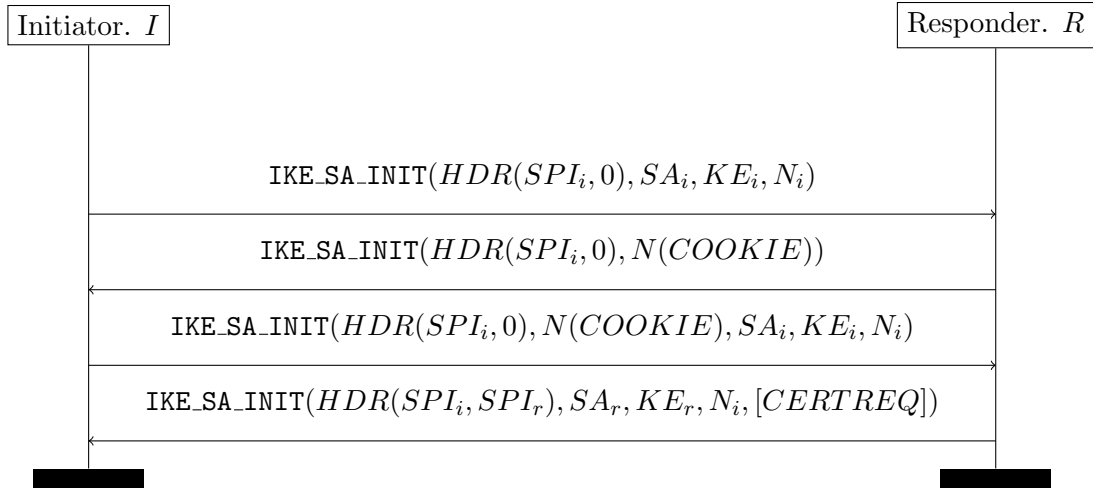 Initiator. I
Responder. R
IKE_SA_INIT(HDR(SPI_i, 0), SA_i, KE_i, N_i)
IKE_SA_INIT(HDR(SPI_i, 0), N(COOKIE))
IKE_SA_INIT(HDR(SPI_i, 0), N(COOKIE), SA_i, KE_i, N_i)
IKE_SA_INIT(HDR(SPI_i, SPI_r), SA_r, KE_r, N_i, [CERTREQ])